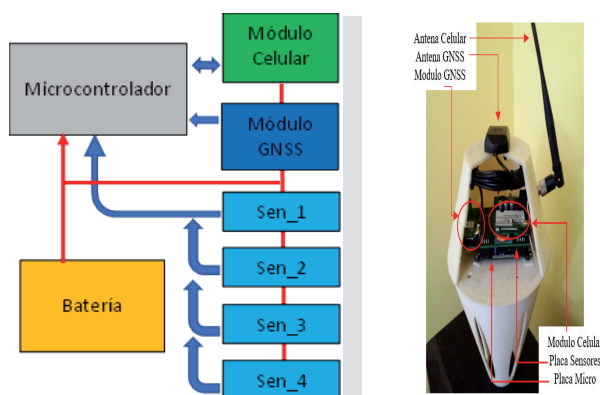 Módulo
Celular
Microcontrolador
Módulo
GNSS
Sen_1
Sen_2
Batería
Sen_3
Sen_4
Antena Celular
Antena GNSS
Modulo GNSS
Modulo Celular
Placa Sensores
Placa Micro